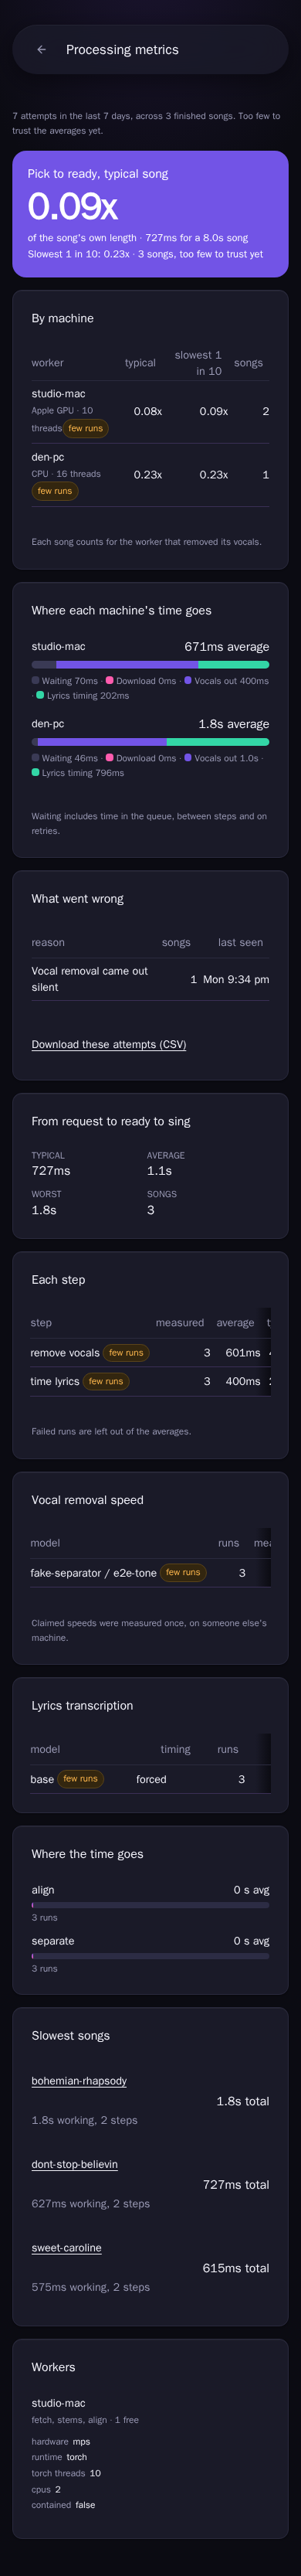 Processing metrics
7 attempts in the last 7 days, across 3 finished songs. Too few to
trust the averages yet.
Pick to ready, typical song
0.09x
of the song's own length · 727ms for a 8.0s song
Slowest 1 in 10: 0.23x · 3 songs, too few to trust yet
By machine
worker typical slowest 1 in 10 songs
studio-mac
Apple GPU · 10
threads few runs 0.08x 0.09x 2
den-pc
CPU · 16 threads 0.23x 0.23x 1
few runs
Each song counts for the worker that removed its vocals.
Where each machine's time goes
studio-mac 671ms average
Waiting 70ms · Download 0ms · Vocals out 400ms
· Lyrics timing 202ms
den-pc 1.8s average
Waiting 46ms · Download 0ms · Vocals out 1.0s ·
Lyrics timing 796ms
Waiting includes time in the queue, between steps and on
retries.
What went wrong
reason songs last seen
Vocal removal came out
silent 1 Mon 9:34 pm
Download these attempts (CSV)
From request to ready to sing
TYPICAL AVERAGE
727ms 1.1s
WORST SONGS
1.8s 3
Each step
step measured average
remove vocals few runs 3 601ms
time lyrics few runs 3 400ms
Failed runs are left out of the averages.
Vocal removal speed
model runs
fake-separator / e2e-tone few runs 3
Claimed speeds were measured once, on someone else's
machine.
Lyrics transcription
model timing runs
base few runs forced 3
Where the time goes
align 0 s avg
3 runs
separate 0 s avg
3 runs
Slowest songs
bohemian-rhapsody
1.8s total
1.8s working, 2 steps
dont-stop-believin
727ms total
627ms working, 2 steps
sweet-caroline
615ms total
575ms working, 2 steps
Workers
studio-mac
fetch, stems, align · 1 free
hardware mps
runtime torch
torch threads 10
cpus 2
contained false